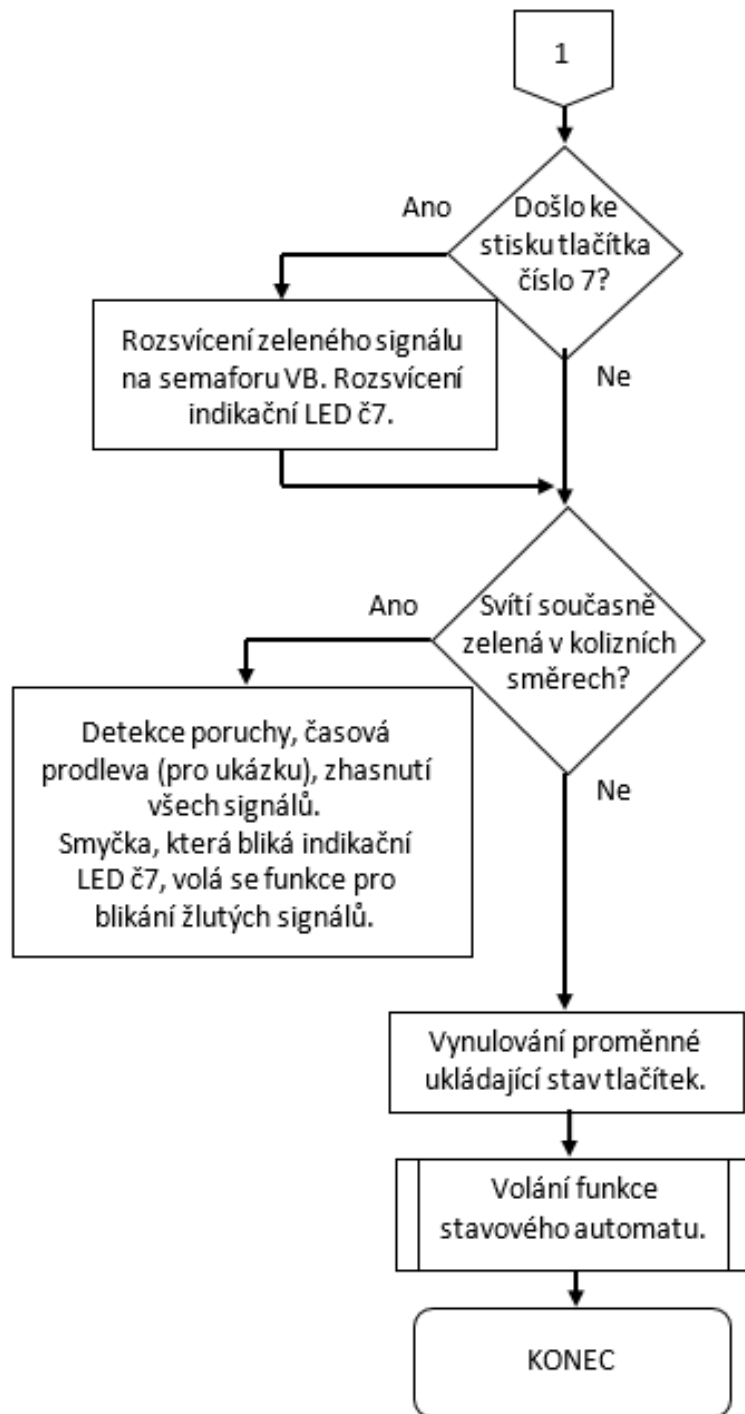 1
Došlo ke
stisku tlačítka
číslo 7?
Ano
Rozsvícení zeleného signálu
na semaforu VB. Rozsvícení
indikační LED č7.
Ne
Svítí současně
zelená v kolizních
směrech?
Ano
Detekce poruchy, časová
prodleva (pro ukázku), zhasnutí
všech signálů.
Smyčka, která bliká indikační
LED č7, volá se funkce pro
blikání žlutých signálů.
Ne
Vynulování proměnné
ukládající stav tlačítek.
Volání funkce
stavového automatu.
KONEC